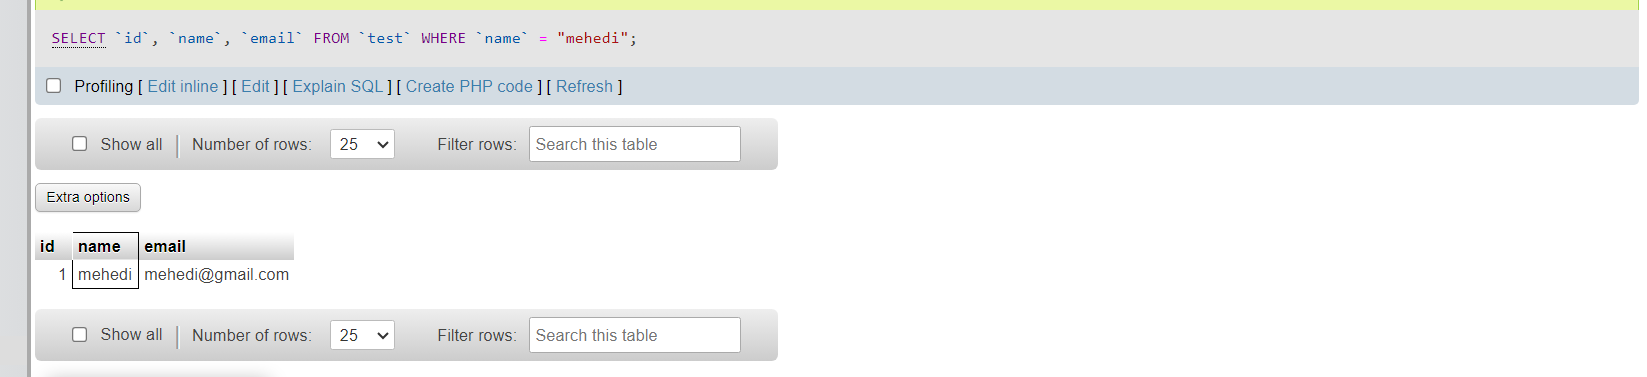 SELECT `id`, `name`, `email` FROM `test` WHERE `name` = "mehedi";
Profiling [ Edit inline ] [ Edit ] [ Explain SQL ] [ Create PHP code ] [ Refresh ]
Show all | Number of rows: 25 Filter rows: Search this table
Extra options
id name email
1 mehedi mehedi@gmail.com
Show all | Number of rows: 25 Filter rows: Search this table